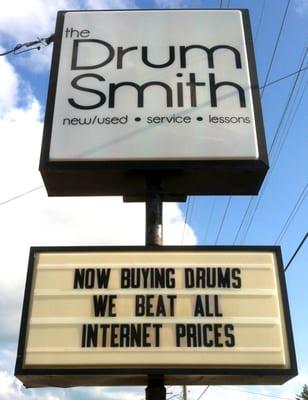 the
Drum
Smith
new/used • service • lessons
NOW BUYING DRUMS
WE BEAT ALL
INTERNET PRICES